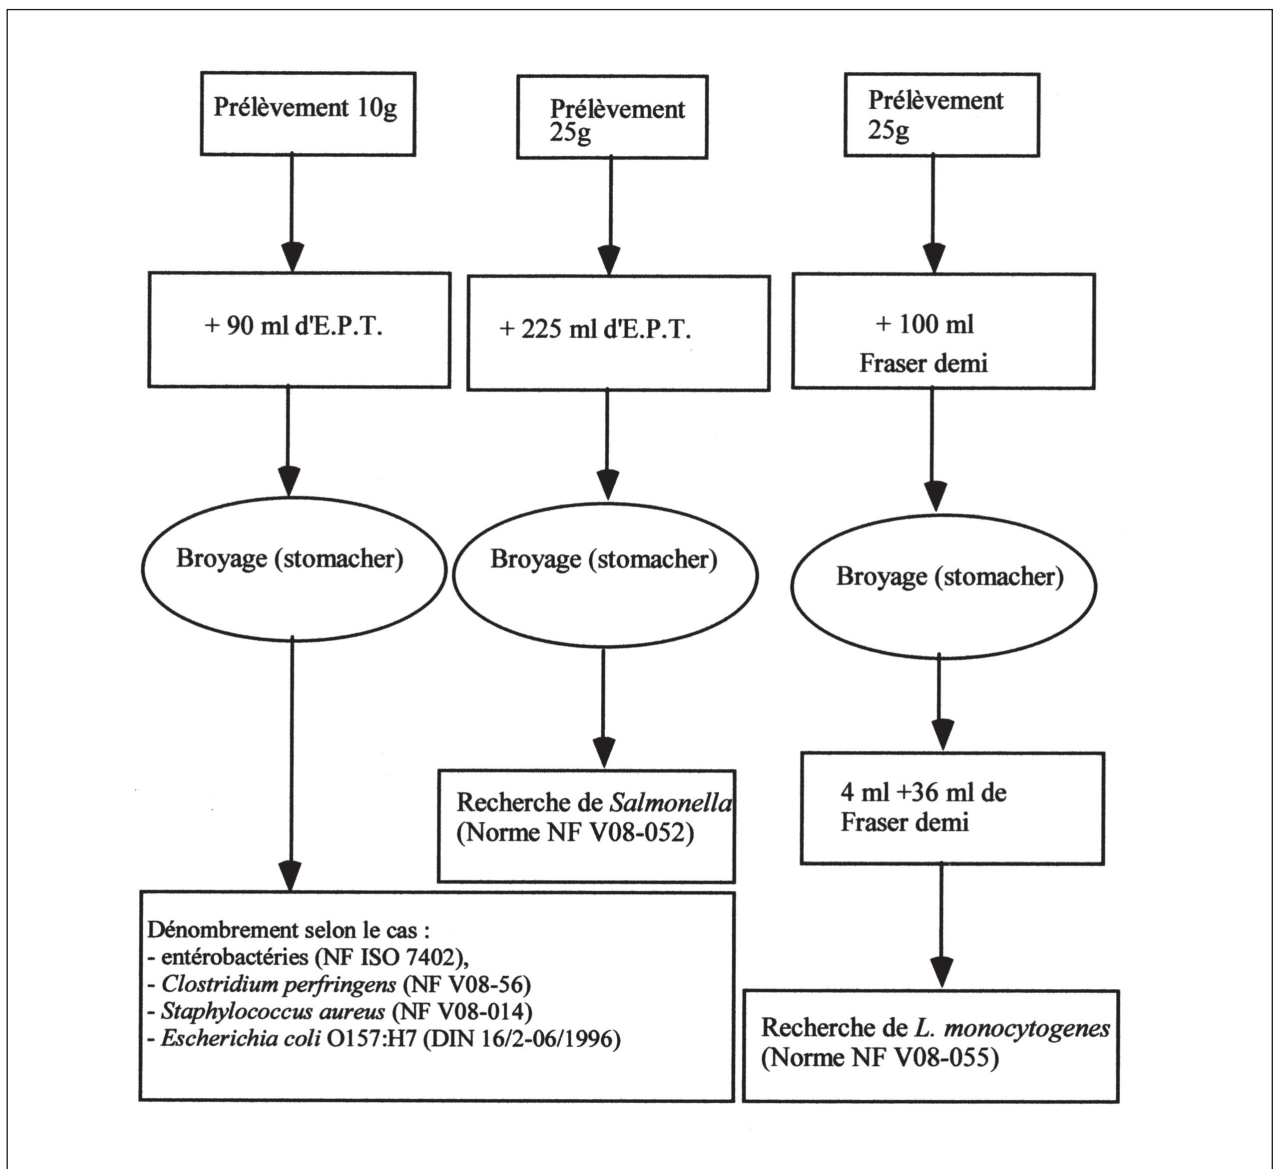 Prélèvement 10g
Prélèvement
25g
Prélèvement
25g
+ 90 ml d'E.P.T.
+ 225 ml d'E.P.T.
+ 100 ml
Fraser demi
Broyage (stomacher)
Broyage (stomacher)
Broyage (stomacher)
Recherche de Salmonella
(Norme NF V08-052)
4 ml +36 ml de
Fraser demi
Dénombrement selon le cas :
- entérobactéries (NF ISO 7402),
- Clostridium perfringens (NF V08-56)
- Staphylococcus aureus (NF V08-014)
- Escherichia coli O157:H7 (DIN 16/2-06/1996)
Recherche de L. monocytogenes
(Norme NF V08-055)